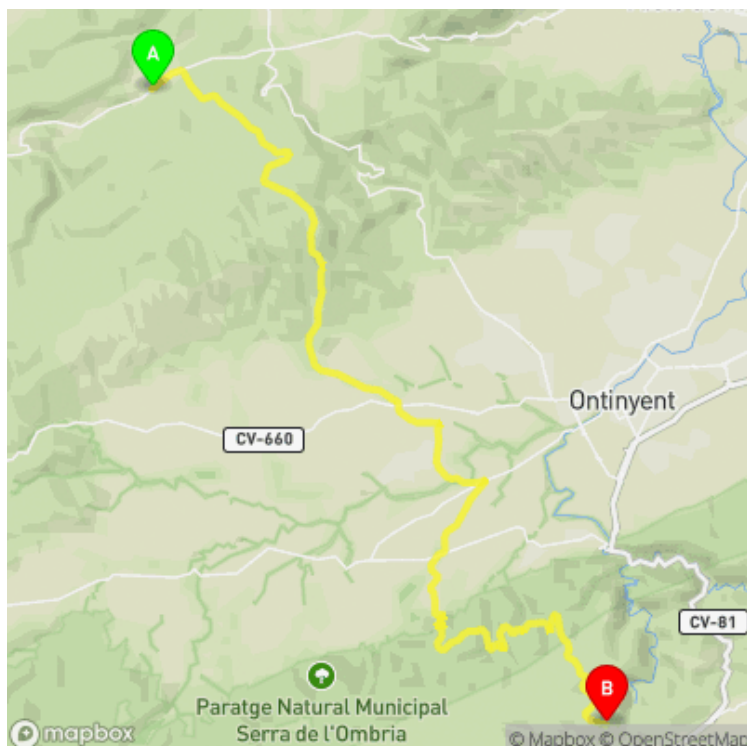 A
Ontinyent
CV-660
CV-81
Paratge Natural Municipal
Serra de l'Ombria
B
mapbox
© Mapbox © OpenStreetMap